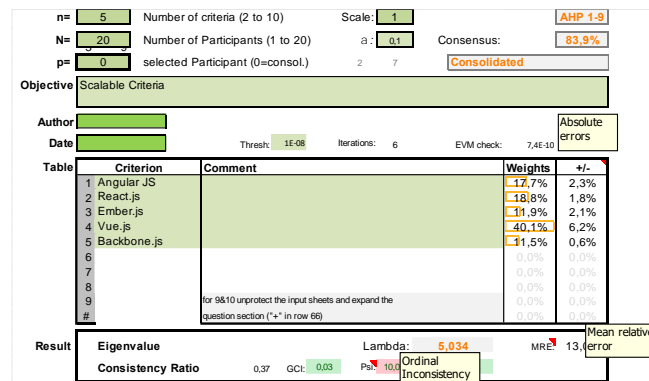 n= 5 Number of criteria (2 to 10) Scale: 1 AHP 1-9
N= 20 Number of Participants (1 to 20) a : 0,1 Consensus: 83,9%
p= 0 selected Participant (0=consol.) 2 7 Consolidated
Objective Scalable Criteria
Author
Absolute errors
Date Thresh: 1E-08 Iterations: 6 EVM check: 7,4E-10
Table Criterion Comment Weights +/-
1 Angular JS 17,7% 2,3%
2 React.js 18,8% 1,8%
3 Ember.js 11,9% 2,1%
4 Vue.js 40,1% 6,2%
5 Backbone.js 11,5% 0,6%
6 0,0% 0,0%
7 0,0% 0,0%
8 0,0% 0,0%
9 for 9&10 unprotect the input sheets and expand the 0,0% 0,0%
# question section ("+" in row 66) 0,0% 0,0%
Result Eigenvalue Lambda: 5,034 MRE: 13,
Mean relative error
Consistency Ratio 0,37 GCI: 0,03 Psi: 10,0
Ordinal Inconsistency